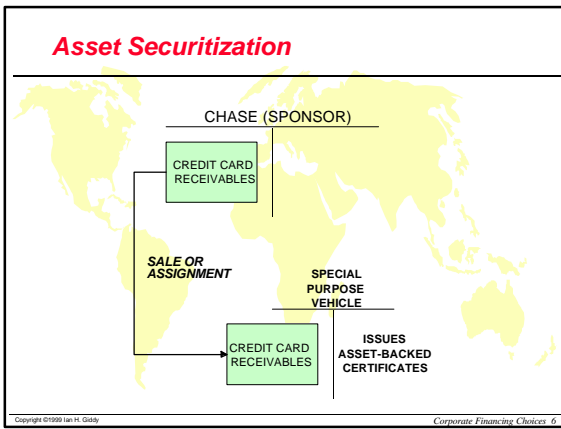 Asset Securitization
CHASE (SPONSOR)
CREDIT CARD
RECEIVABLES
SALE OR
ASSIGNMENT
SPECIAL
PURPOSE
VEHICLE
CREDIT CARD
RECEIVABLES
ISSUES
ASSET-BACKED
CERTIFICATES
Copyright ©1999 Ian H. Giddy
Corporate Financing Choices 6